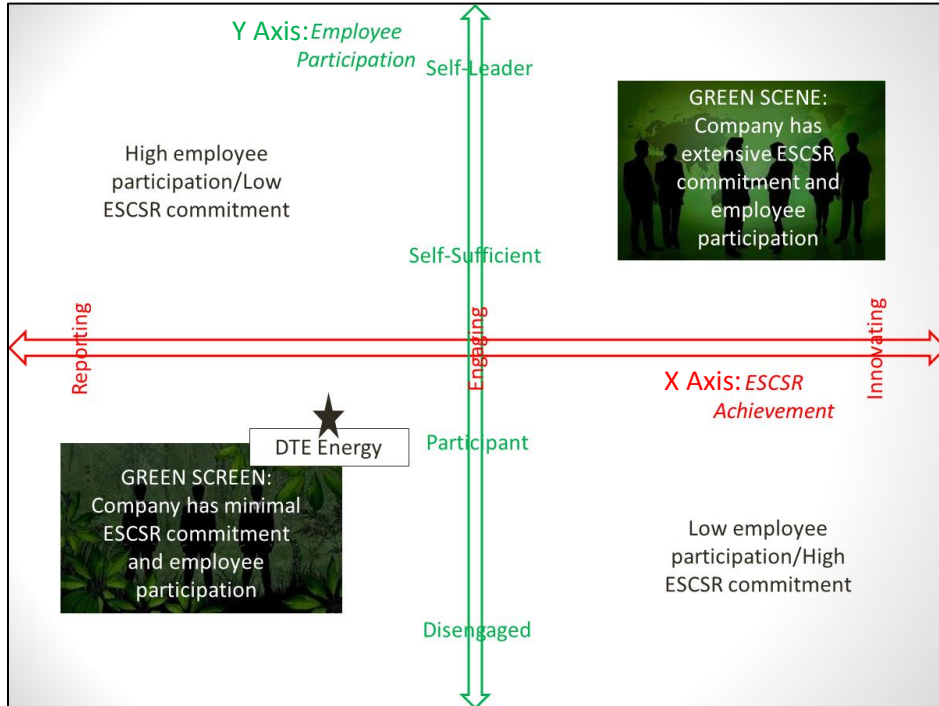 Y Axis: Employee
Participation
Self-Leader
GREEN SCENE:
Company has
extensive ESCSR
commitment and
employee
participation
High employee
participation/Low
ESCSR commitment
Self-Sufficient
Reporting
Engaging
Innovating
X Axis: ESCSR
Achievement
DTE Energy
Participant
GREEN SCREEN:
Company has minimal
ESCSR commitment
and employee
participation
Low employee
participation/High
ESCSR commitment
Disengaged